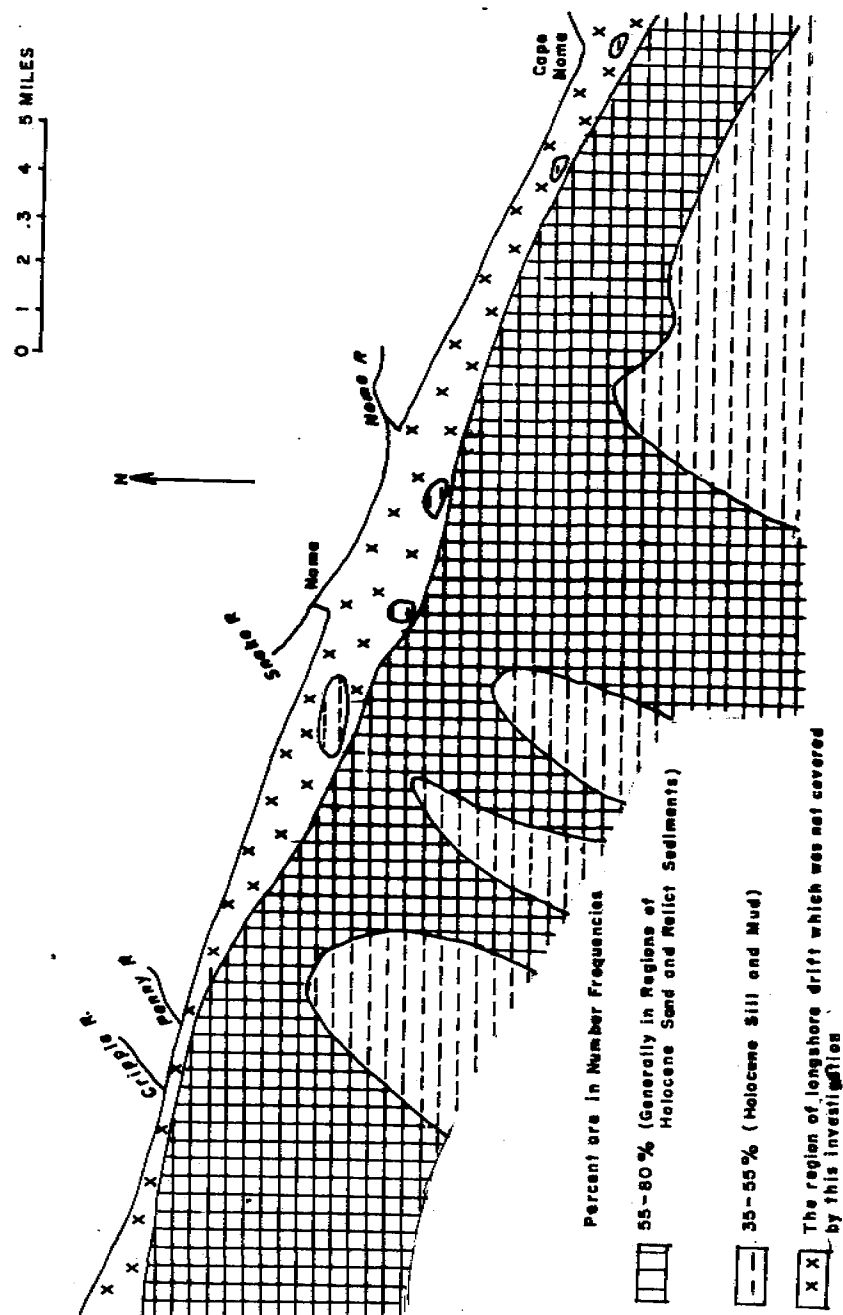 0 1 2 .3 4 5 MILES
N
Cape
Nome
Nome R
Nome
Snake R
Penny R
Cripple R.
Percent are in Number Frequencies
55-80% (Generally in Regions of
Holocene Sand and Relict Sediments)
35-55% (Holocene Sill and Mud)
x x The region of longshore drift which was not covered
by this investigation